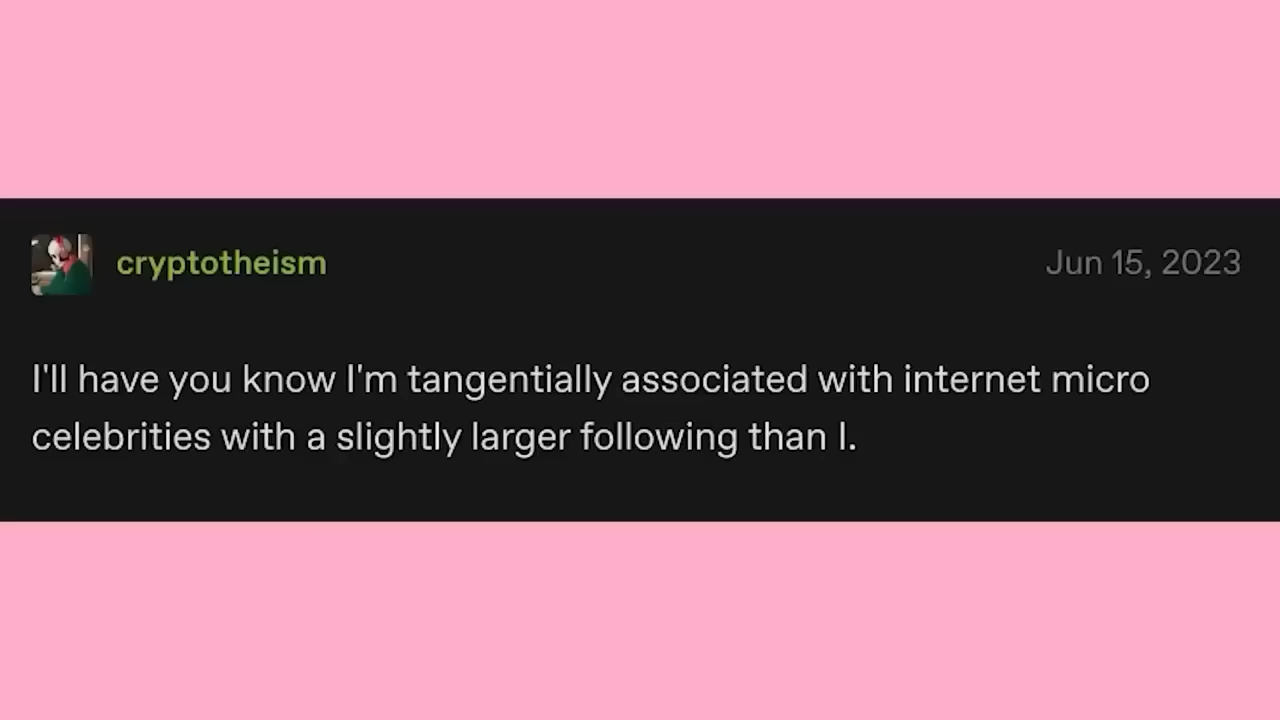 cryptotheism
Jun 15, 2023
I'll have you know I'm tangentially associated with internet micro
celebrities with a slightly larger following than I.